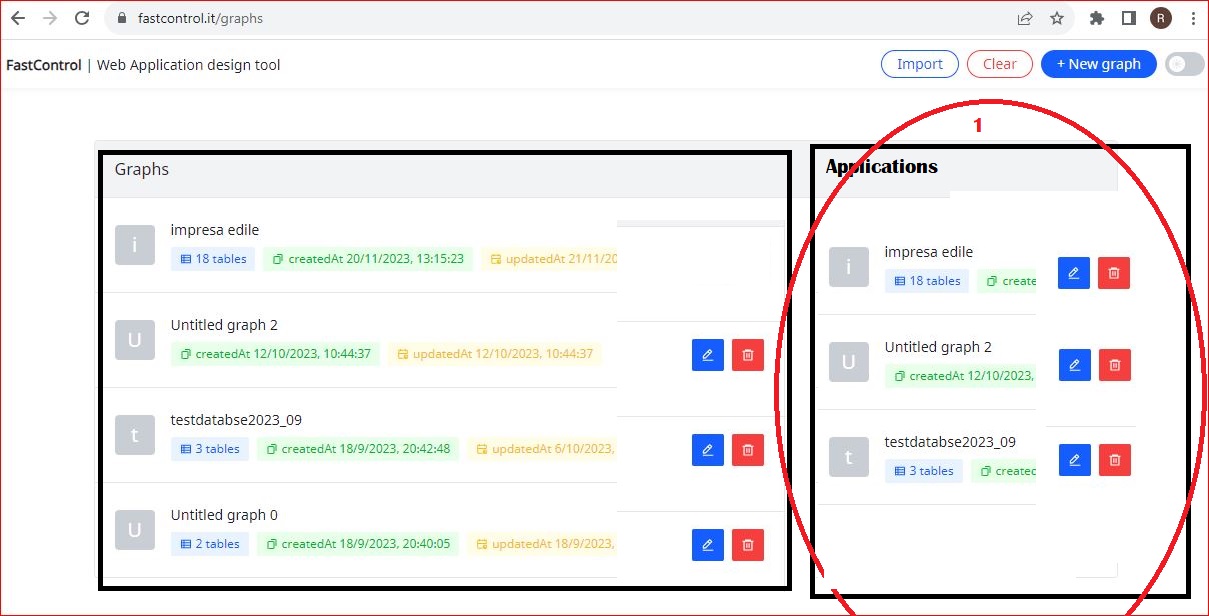 fastcontrol.it/graphs
R
FastControl | Web Application design tool
Import
Clear
+ New graph
1
Graphs
i
impresa edile
18 tables
createdAt 20/11/2023, 13:15:23
updatedAt 21/11/20
U
Untitled graph 2
createdAt 12/10/2023, 10:44:37
updatedAt 12/10/2023, 10:44:37
t
testdatabse2023_09
3 tables
createdAt 18/9/2023, 20:42:48
updatedAt 6/10/2023,
U
Untitled graph 0
2 tables
createdAt 18/9/2023, 20:40:05
updatedAt 18/9/2023,
Applications
i
impresa edile
18 tables
create
U
Untitled graph 2
createdAt 12/10/2023,
t
testdatabse2023_09
3 tables
created